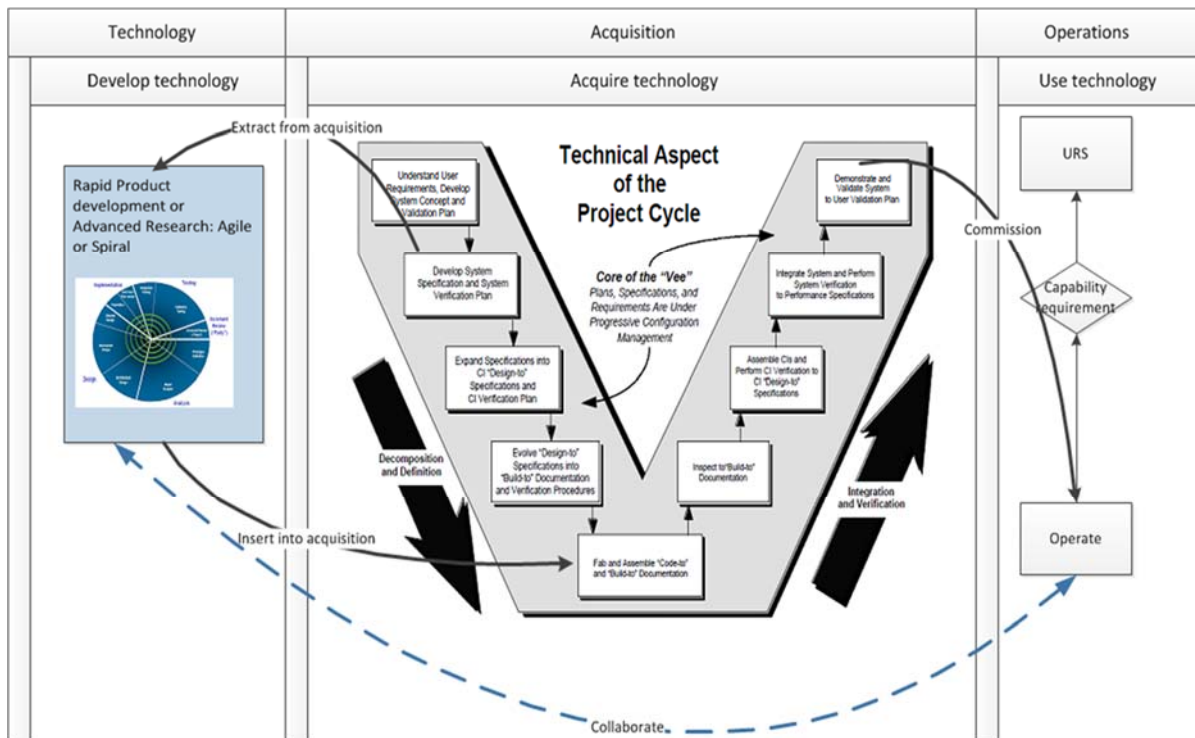 Technology
Acquisition
Operations
Develop technology
Acquire technology
Use technology
Extract from acquisition
Rapid Product
development or
Advanced Research: Agile
or Spiral
Implementation
Testing
Design
Analysis
Insert into acquisition
Technical Aspect
of the
Project Cycle
Understand User
Requirements, Develop
System Concept and
Validation Plan
Develop System
Specification and System
Verification Plan
Expand Specifications into
CI "Design-to"
Specifications and
CI Verification Plan
Evolve "Design-to"
Specifications into
"Build-to" Documentation
and Verification Procedures
Fab and Assemble "Code-to"
and "Build-to" Documentation
Inspect to"Build-to"
Documentation
Assemble CIs and
Perform CI Verification to
CI "Design-to"
Specifications
Integrate System and Perform
System Verification
to Performance Specifications
Demonstrate and
Validate System
to User Validation Plan
Core of the "Vee"
Plans, Specifications, and
Requirements Are Under
Progressive Configuration
Management
Decomposition
and Definition
Integration
and Verification
Commission
URS
Capability
requirement
Operate
Collaborate